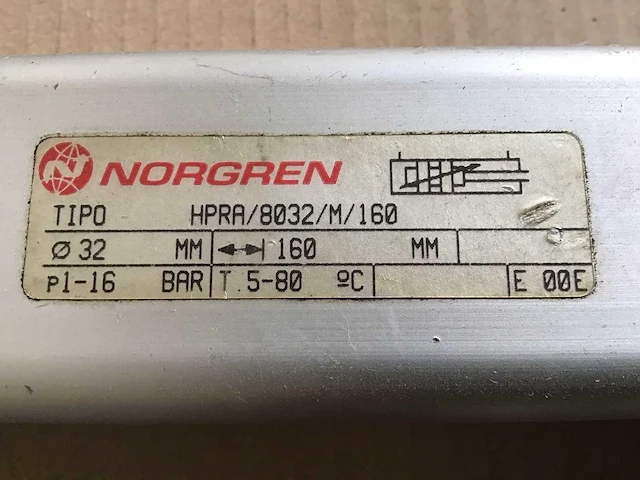 NORGREN
TIPO HPRA/8032/M/160
Ø 32 MM 160 MM
P1-16 BAR T. 5-80 ºC E 00E